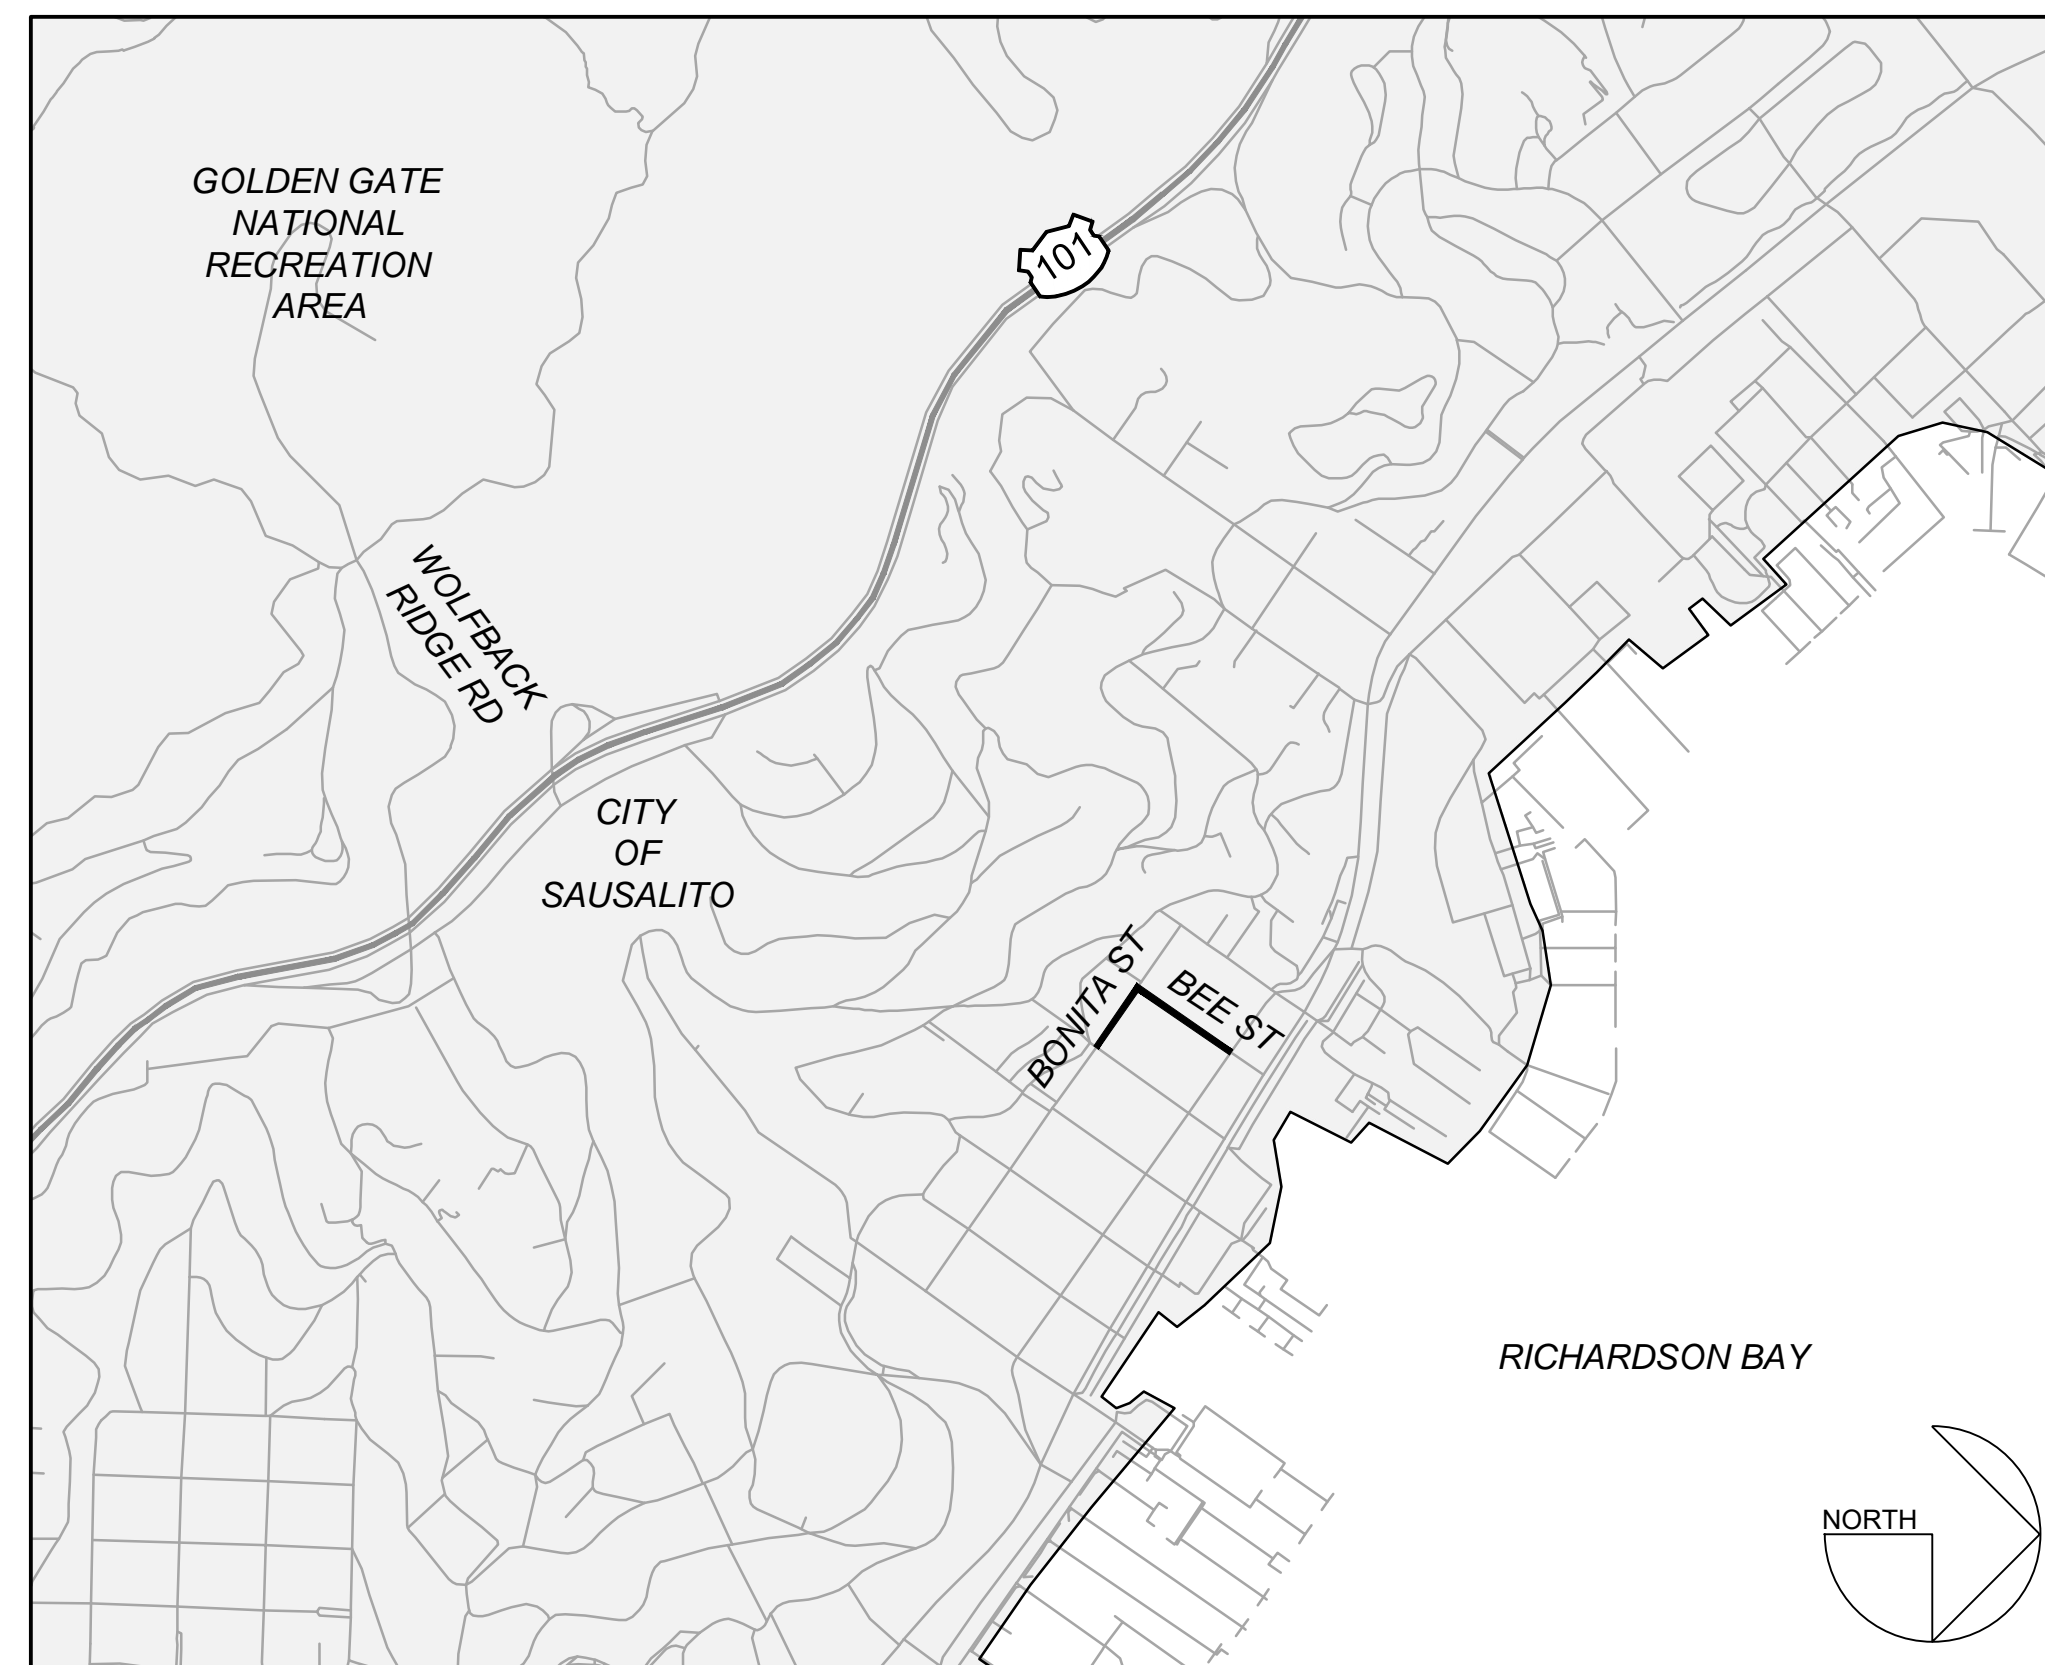 GOLDEN GATE
NATIONAL
RECREATION
AREA
101
WOLFBACK
RIDGE RD
CITY
OF
SAUSALITO
BONITA ST
BEE ST
RICHARDSON BAY
NORTH